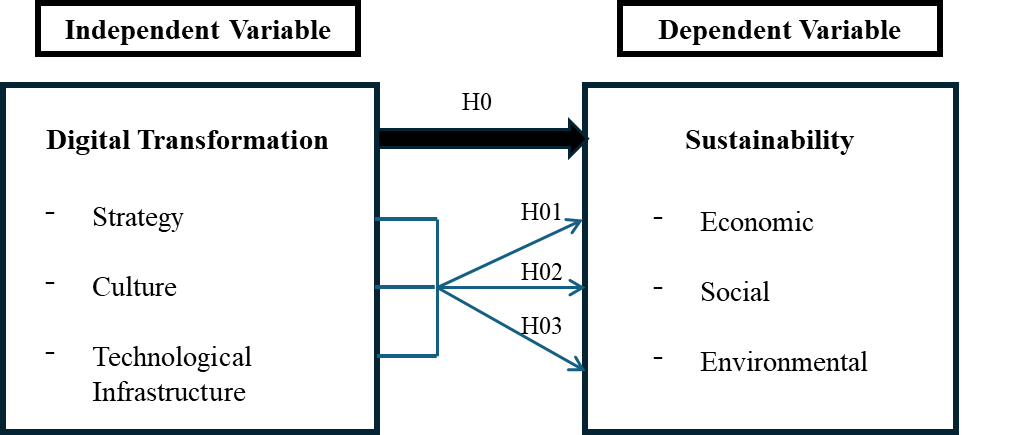 Independent Variable
Dependent Variable
H0
Digital Transformation
Sustainability
- Strategy
- Culture
- Technological
Infrastructure
H01
H02
H03
- Economic
- Social
- Environmental